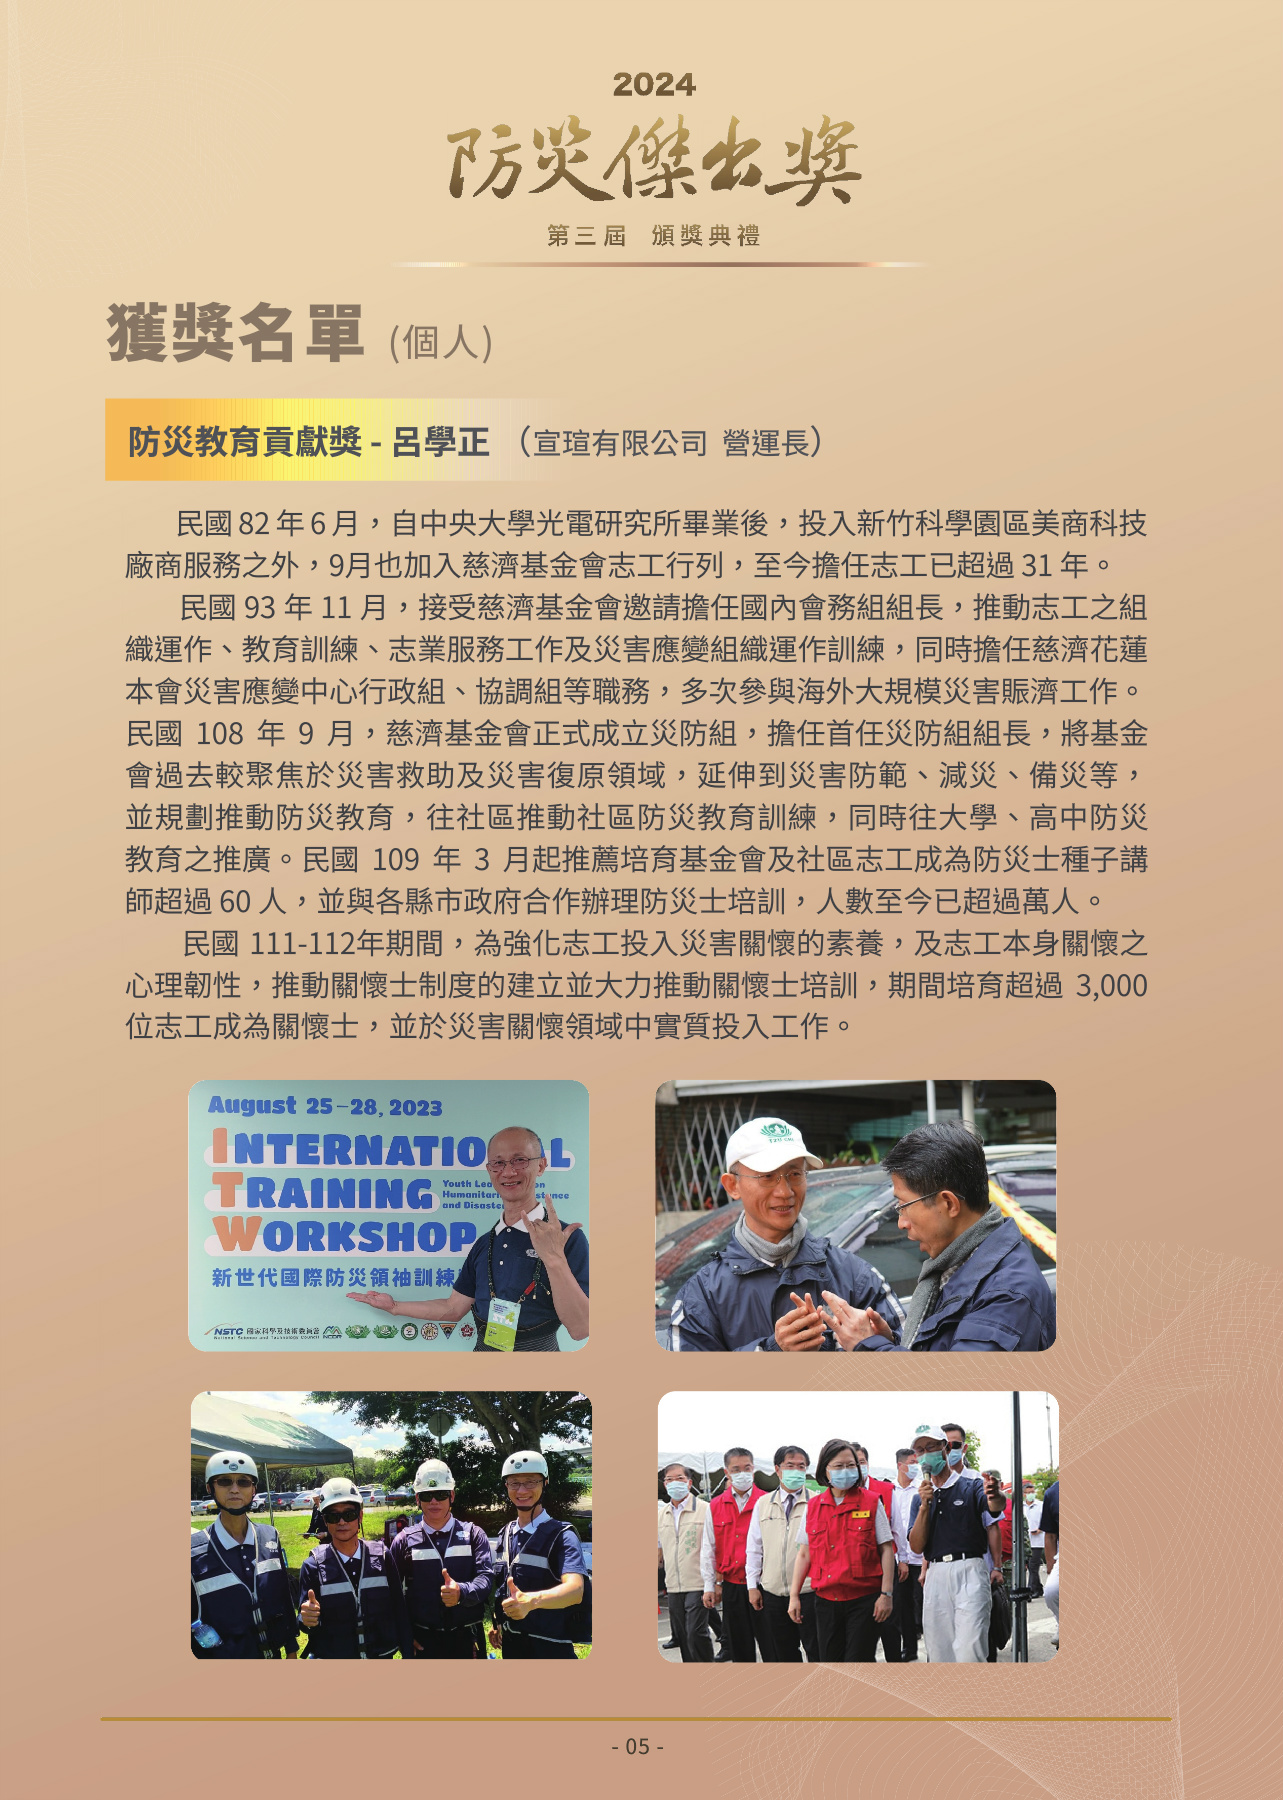 2024
防災傑出獎
第三屆 頒獎典禮
獲獎名單 (個人)
防災教育貢獻獎 - 呂學正 （宣瑄有限公司 營運長）
民國 82 年 6 月，自中央大學光電研究所畢業後，投入新竹科學園區美商科技
廠商服務之外，9月也加入慈濟基金會志工行列，至今擔任志工已超過 31 年。
民國 93 年 11 月，接受慈濟基金會邀請擔任國內會務組組長，推動志工之組
織運作、教育訓練、志業服務工作及災害應變組織運作訓練，同時擔任慈濟花蓮
本會災害應變中心行政組、協調組等職務，多次參與海外大規模災害賑濟工作。
民國 108 年 9 月，慈濟基金會正式成立災防組，擔任首任災防組組長，將基金
會過去較聚焦於災害救助及災害復原領域，延伸到災害防範、減災、備災等，
並規劃推動防災教育，往社區推動社區防災教育訓練，同時往大學、高中防災
教育之推廣。民國 109 年 3 月起推薦培育基金會及社區志工成為防災士種子講
師超過 60 人，並與各縣市政府合作辦理防災士培訓，人數至今已超過萬人。
民國 111-112年期間，為強化志工投入災害關懷的素養，及志工本身關懷之
心理韌性，推動關懷士制度的建立並大力推動關懷士培訓，期間培育超過 3,000
位志工成為關懷士，並於災害關懷領域中實質投入工作。
August 25–28, 2023
INTERNATIO AL
TRAINING
Youth Lea on
Humanitari stance
and Disaste
WORKSHOP
新世代國際防災領袖訓練
NSTC 國家科學及技術委員會
National Science and Technology Council
NCDR
TZU CHI
- 05 -